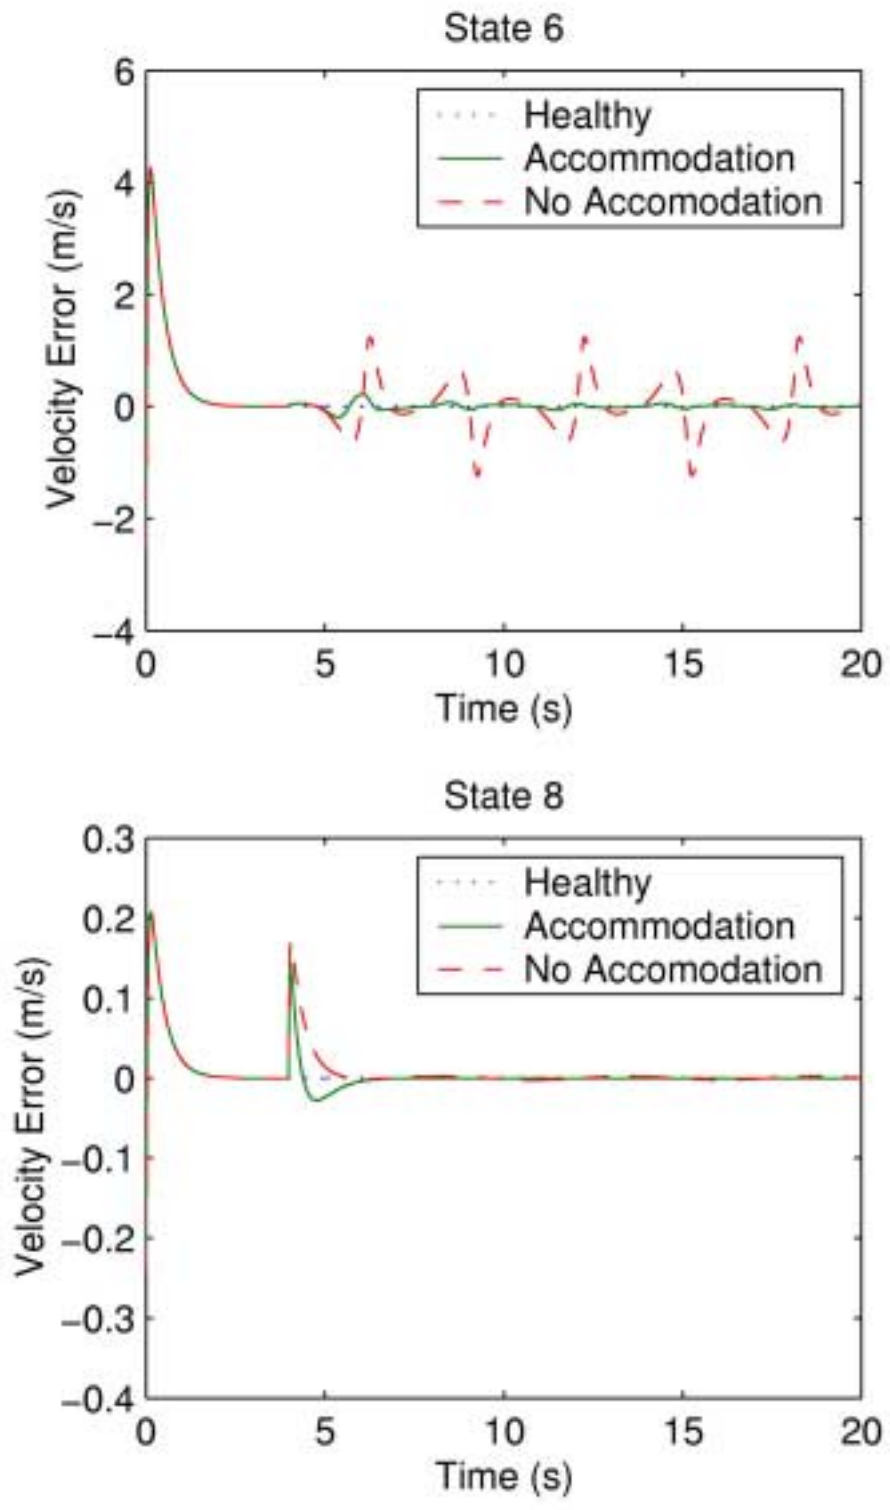 State 6
6
4
2
0
−2
−4
Velocity Error (m/s)
Healthy
Accommodation
No Accomodation
0 5 10 15 20
Time (s)
State 8
0.3
0.2
0.1
0
−0.1
−0.2
−0.3
−0.4
Velocity Error (m/s)
Healthy
Accommodation
No Accomodation
0 5 10 15 20
Time (s)